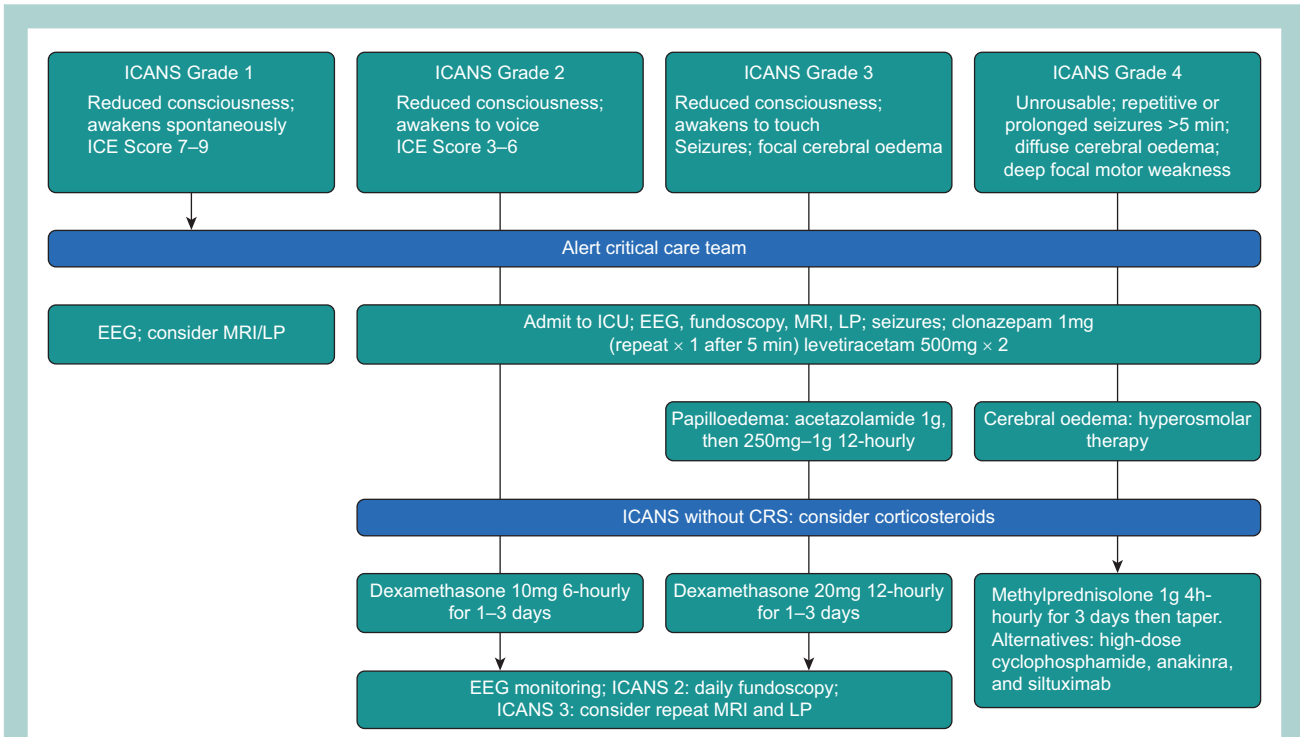 ICANS Grade 1
Reduced consciousness;
awakens spontaneously
ICE Score 7–9
ICANS Grade 2
Reduced consciousness;
awakens to voice
ICE Score 3–6
ICANS Grade 3
Reduced consciousness;
awakens to touch
Seizures; focal cerebral oedema
ICANS Grade 4
Unrousable; repetitive or
prolonged seizures >5 min;
diffuse cerebral oedema;
deep focal motor weakness
Alert critical care team
EEG; consider MRI/LP
Admit to ICU; EEG, fundoscopy, MRI, LP; seizures; clonazepam 1mg
(repeat × 1 after 5 min) levetiracetam 500mg × 2
Papilloedema: acetazolamide 1g,
then 250mg–1g 12-hourly
Cerebral oedema: hyperosmolar
therapy
ICANS without CRS: consider corticosteroids
Dexamethasone 10mg 6-hourly
for 1–3 days
Dexamethasone 20mg 12-hourly
for 1–3 days
Methylprednisolone 1g 4h-
hourly for 3 days then taper.
Alternatives: high-dose
cyclophosphamide, anakinra,
and siltuximab
EEG monitoring; ICANS 2: daily fundoscopy;
ICANS 3: consider repeat MRI and LP